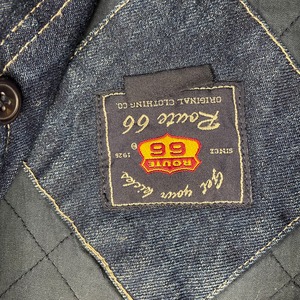 Route 66
ORIGINAL CLOTHING CO.
SINCE 1926
ROUTE
66
®
Get your kicks